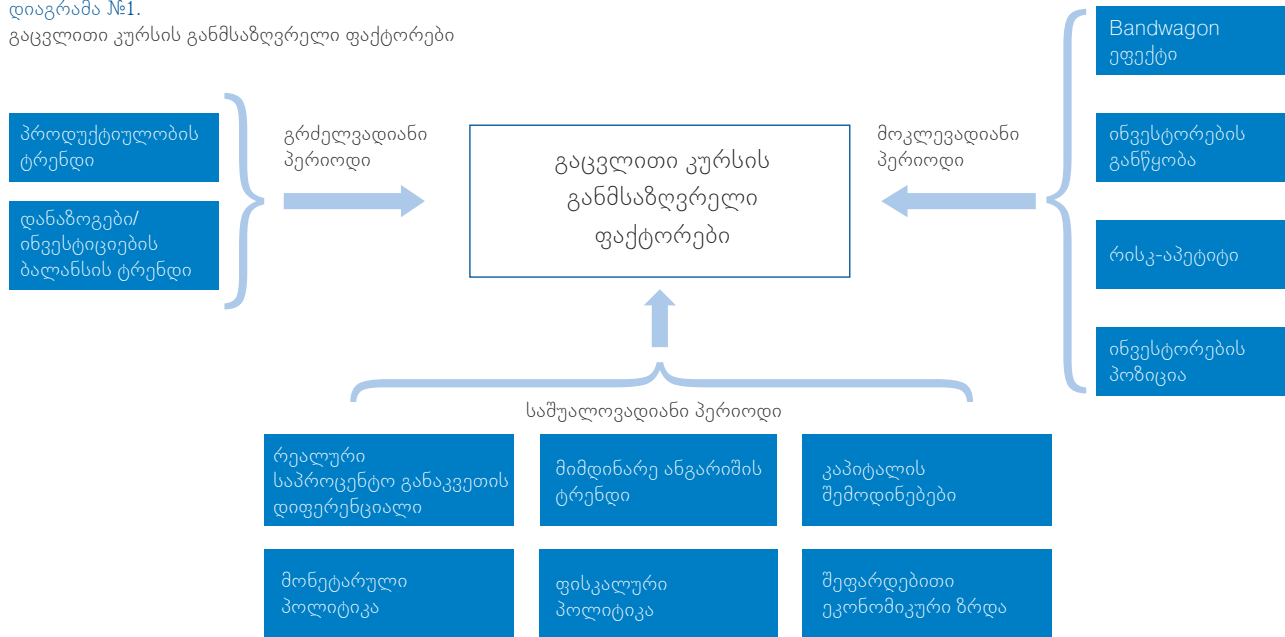 დიაგრამა №1.
გაცვლითი კურსის განმსაზღვრელი ფაქტორები
პროდუქტიულობის
ტრენდი
დანაზოგები/
ინვესტიციების
ბალანსის ტრენდი
გრძელვადიანი
პერიოდი
გაცვლითი კურსის
განმსაზღვრელი
ფაქტორები
მოკლევადიანი
პერიოდი
Bandwagon
ეფექტი
ინვესტორების
განწყობა
რისკ-აპეტიტი
ინვესტორების
პოზიცია
საშუალოვადიანი პერიოდი
რეალური
საპროცენტო განაკვეთის
დიფერენციალი
მიმდინარე ანგარიშის
ტრენდი
კაპიტალის
შემოდინებები
მონეტარული
პოლიტიკა
ფისკალური
პოლიტიკა
შეფარდებითი
ეკონომიკური ზრდა